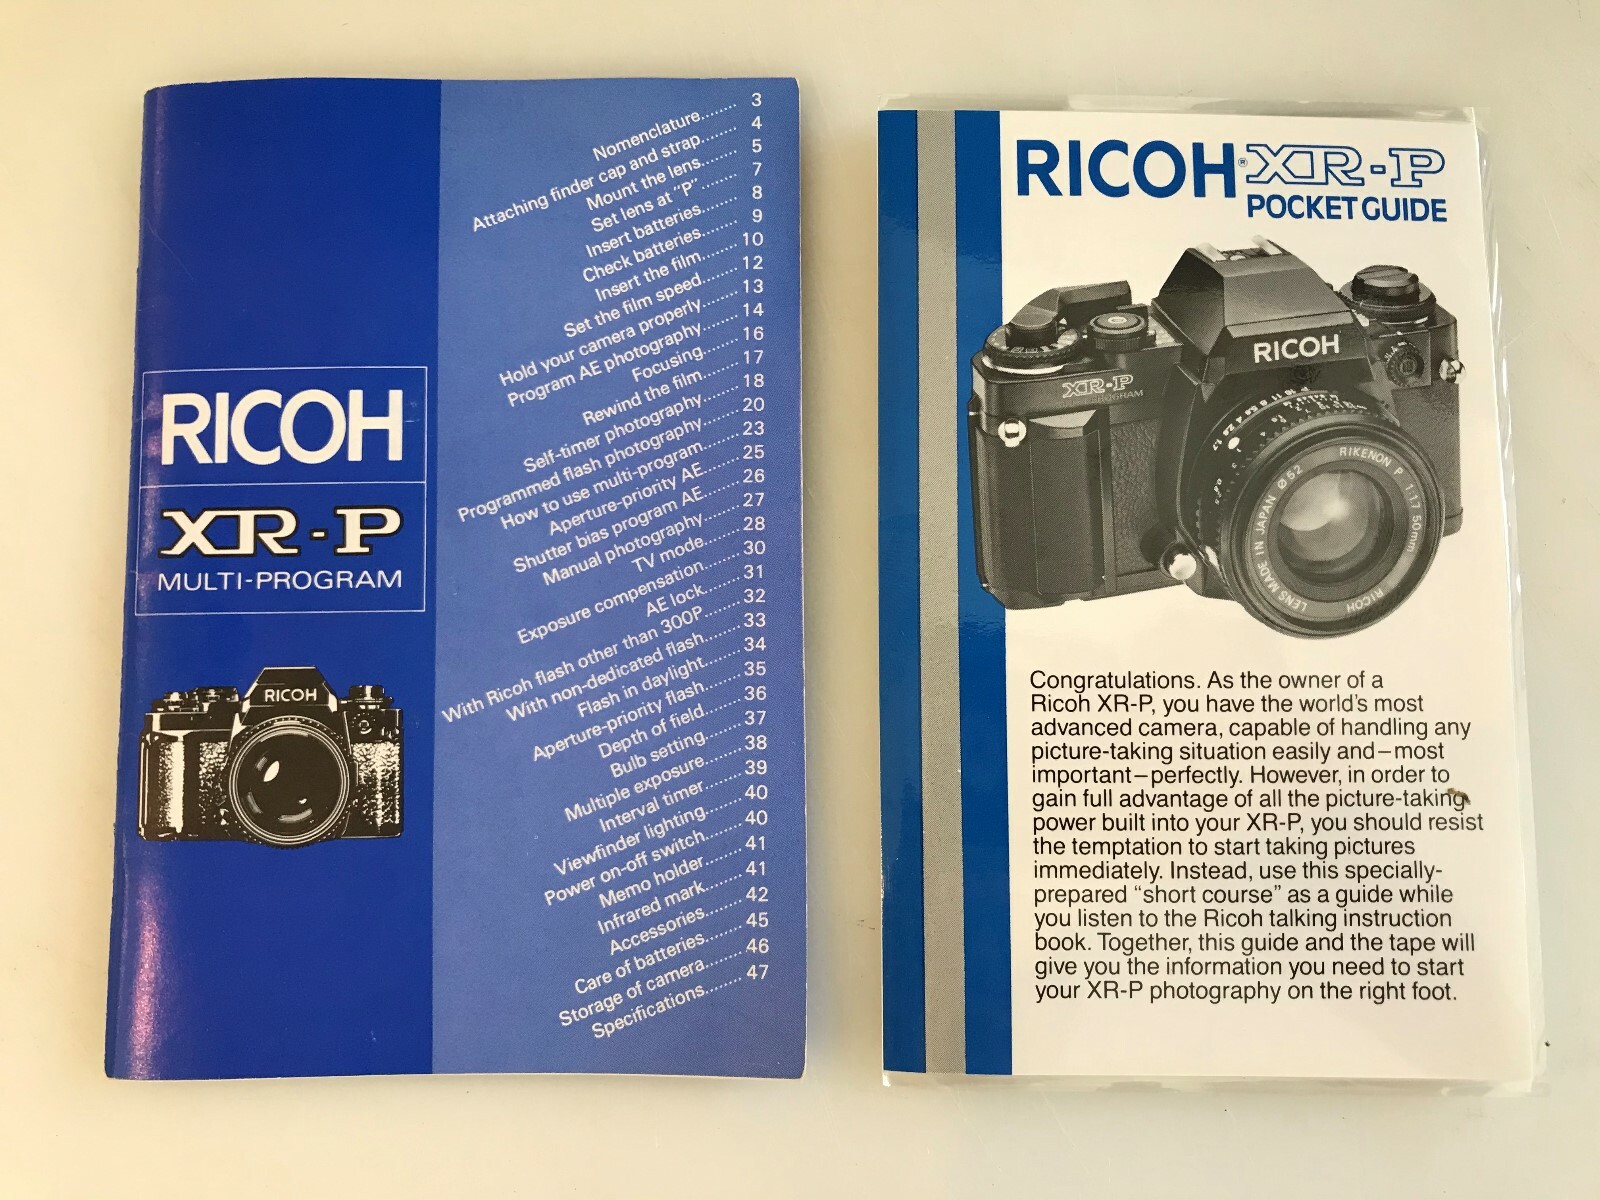 RICOH
XR-P
MULTI-PROGRAM
RICOH
Nomenclature........ 3
Attaching finder cap and strap........ 4
Mount the lens........ 5
Set lens at "P"........ 7
Insert batteries........ 8
Check batteries........ 9
Insert the film........ 10
Set the film speed........ 12
Hold your camera properly........ 13
Program AE photography........ 14
Focusing........ 16
Rewind the film........ 17
Self-timer photography........ 18
Programmed flash photography........ 20
How to use multi-program........ 23
Aperture-priority AE........ 25
Shutter bias program AE........ 26
Manual photography........ 27
TV mode........ 28
Exposure compensation........ 30
AE lock........ 31
With Ricoh flash other than 300P........ 32
With non-dedicated flash........ 33
Flash in daylight........ 34
Aperture-priority flash........ 35
Depth of field........ 36
Bulb setting........ 37
Multiple exposure........ 38
Interval timer........ 39
Viewfinder lighting........ 40
Power on-off switch........ 40
Memo holder........ 41
Infrared mark........ 41
Accessories........ 42
Care of batteries........ 45
Storage of camera........ 46
Specifications........ 47
RICOH® XR-P
POCKET GUIDE
RICOH
XR-P
PROGRAM
RIKENON P 1:1.7 50mm
RICOH
LENS MADE IN JAPAN Ø52
Congratulations. As the owner of a
Ricoh XR-P, you have the world's most
advanced camera, capable of handling any
picture-taking situation easily and–most
important–perfectly. However, in order to
gain full advantage of all the picture-taking
power built into your XR-P, you should resist
the temptation to start taking pictures
immediately. Instead, use this specially-
prepared "short course" as a guide while
you listen to the Ricoh talking instruction
book. Together, this guide and the tape will
give you the information you need to start
your XR-P photography on the right foot.